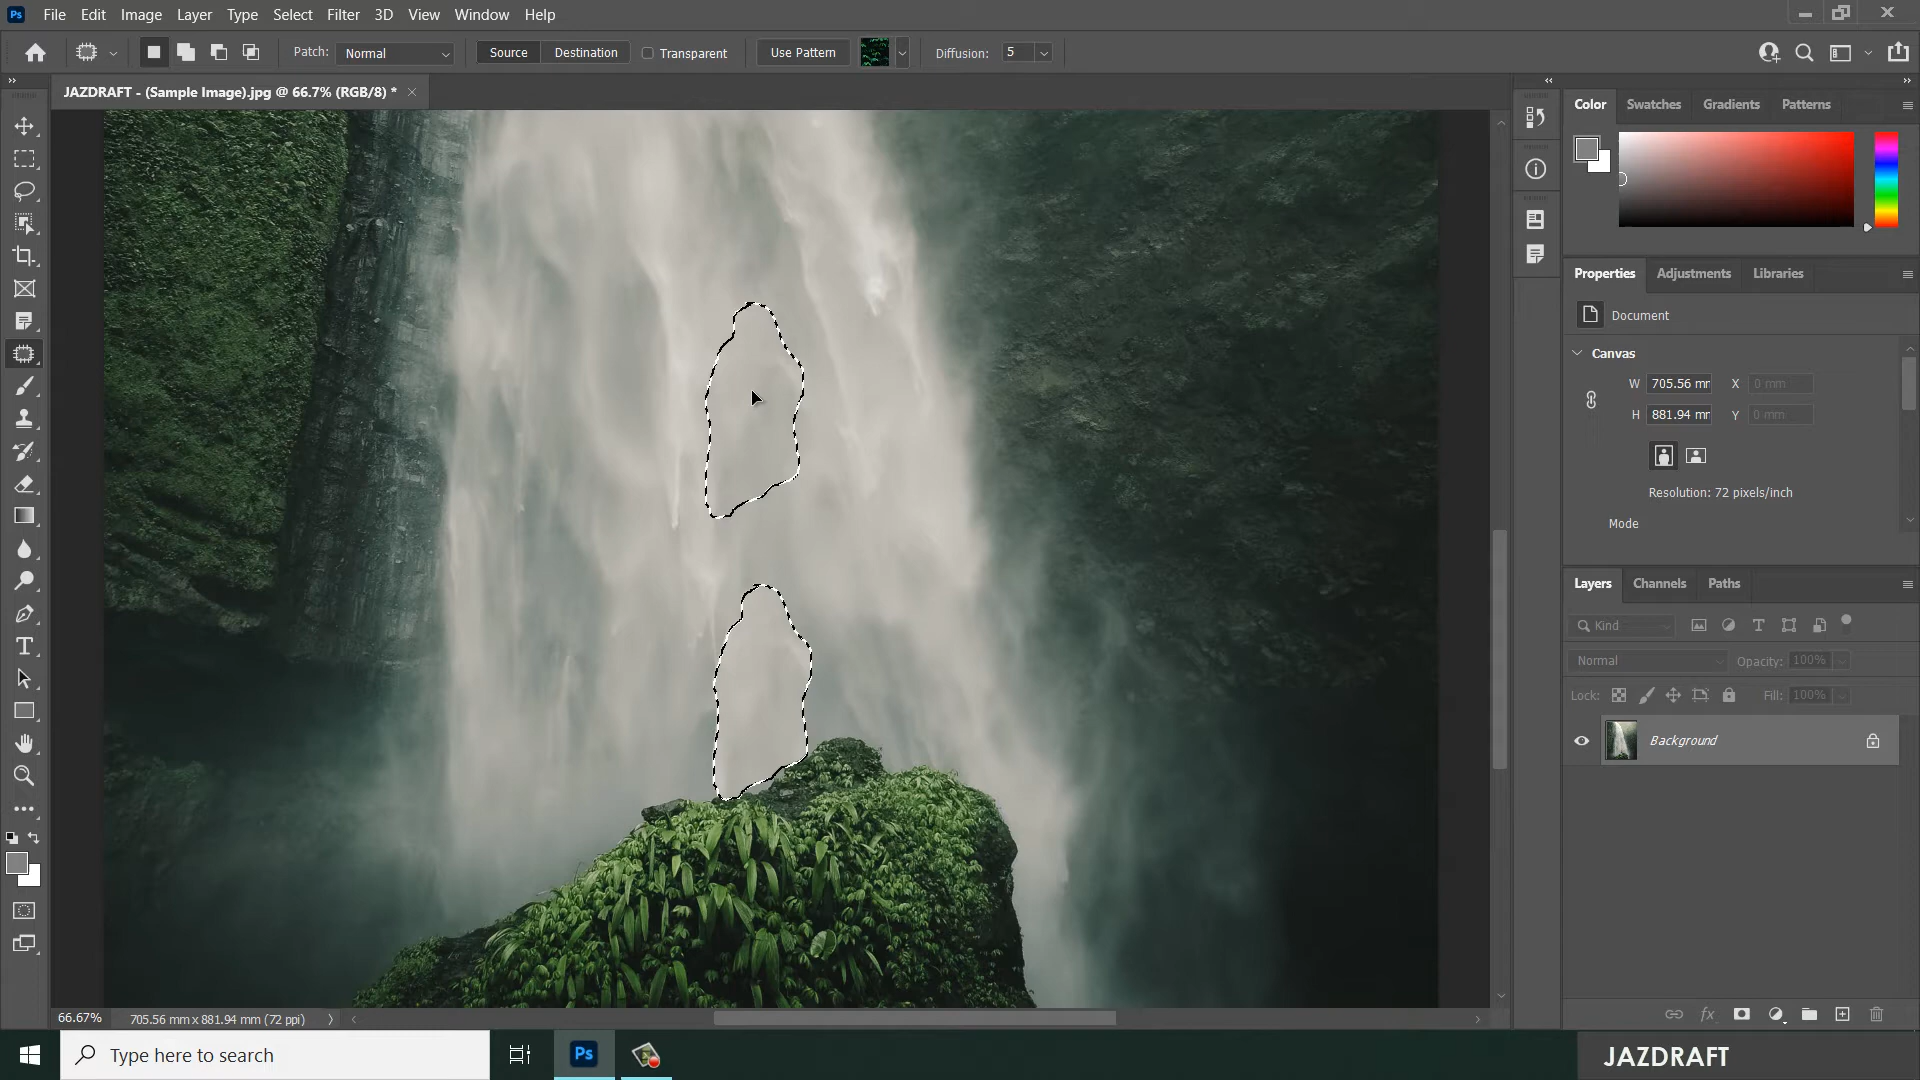 Ps File Edit Image Layer Type Select Filter 3D View Window Help
Patch: Normal Source Destination Transparent Use Pattern Diffusion: 5
JAZDRAFT - (Sample Image).jpg @ 66.7% (RGB/8) *
Color Swatches Gradients Patterns
Properties Adjustments Libraries
Document
Canvas
W 705.56 mr X 0 mm
H 881.94 mr Y 0 mm
Resolution: 72 pixels/inch
Mode
Layers Channels Paths
Kind
Normal Opacity: 100%
Lock: Fill: 100%
Background
fx
66.67% 705.56 mm x 881.94 mm (72 ppi)
Type here to search
Ps
JAZDRAFT